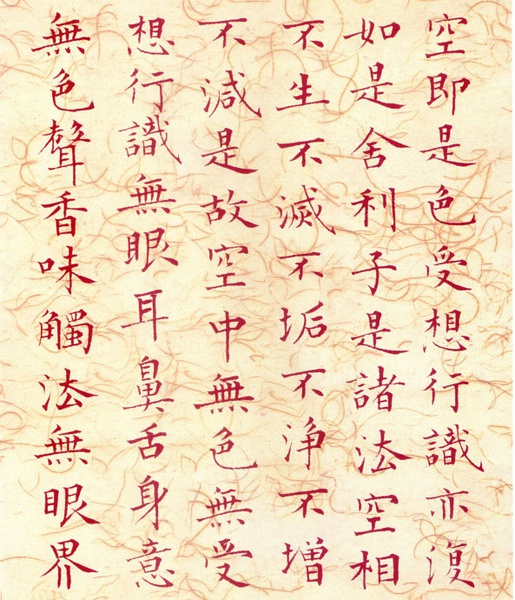 空即是色受想行識亦復
如是舍利子是諸法空相
不生不滅不垢不淨不增
不減是故空中無色無受
想行識無眼耳鼻舌身意
無色聲香味觸法無眼界